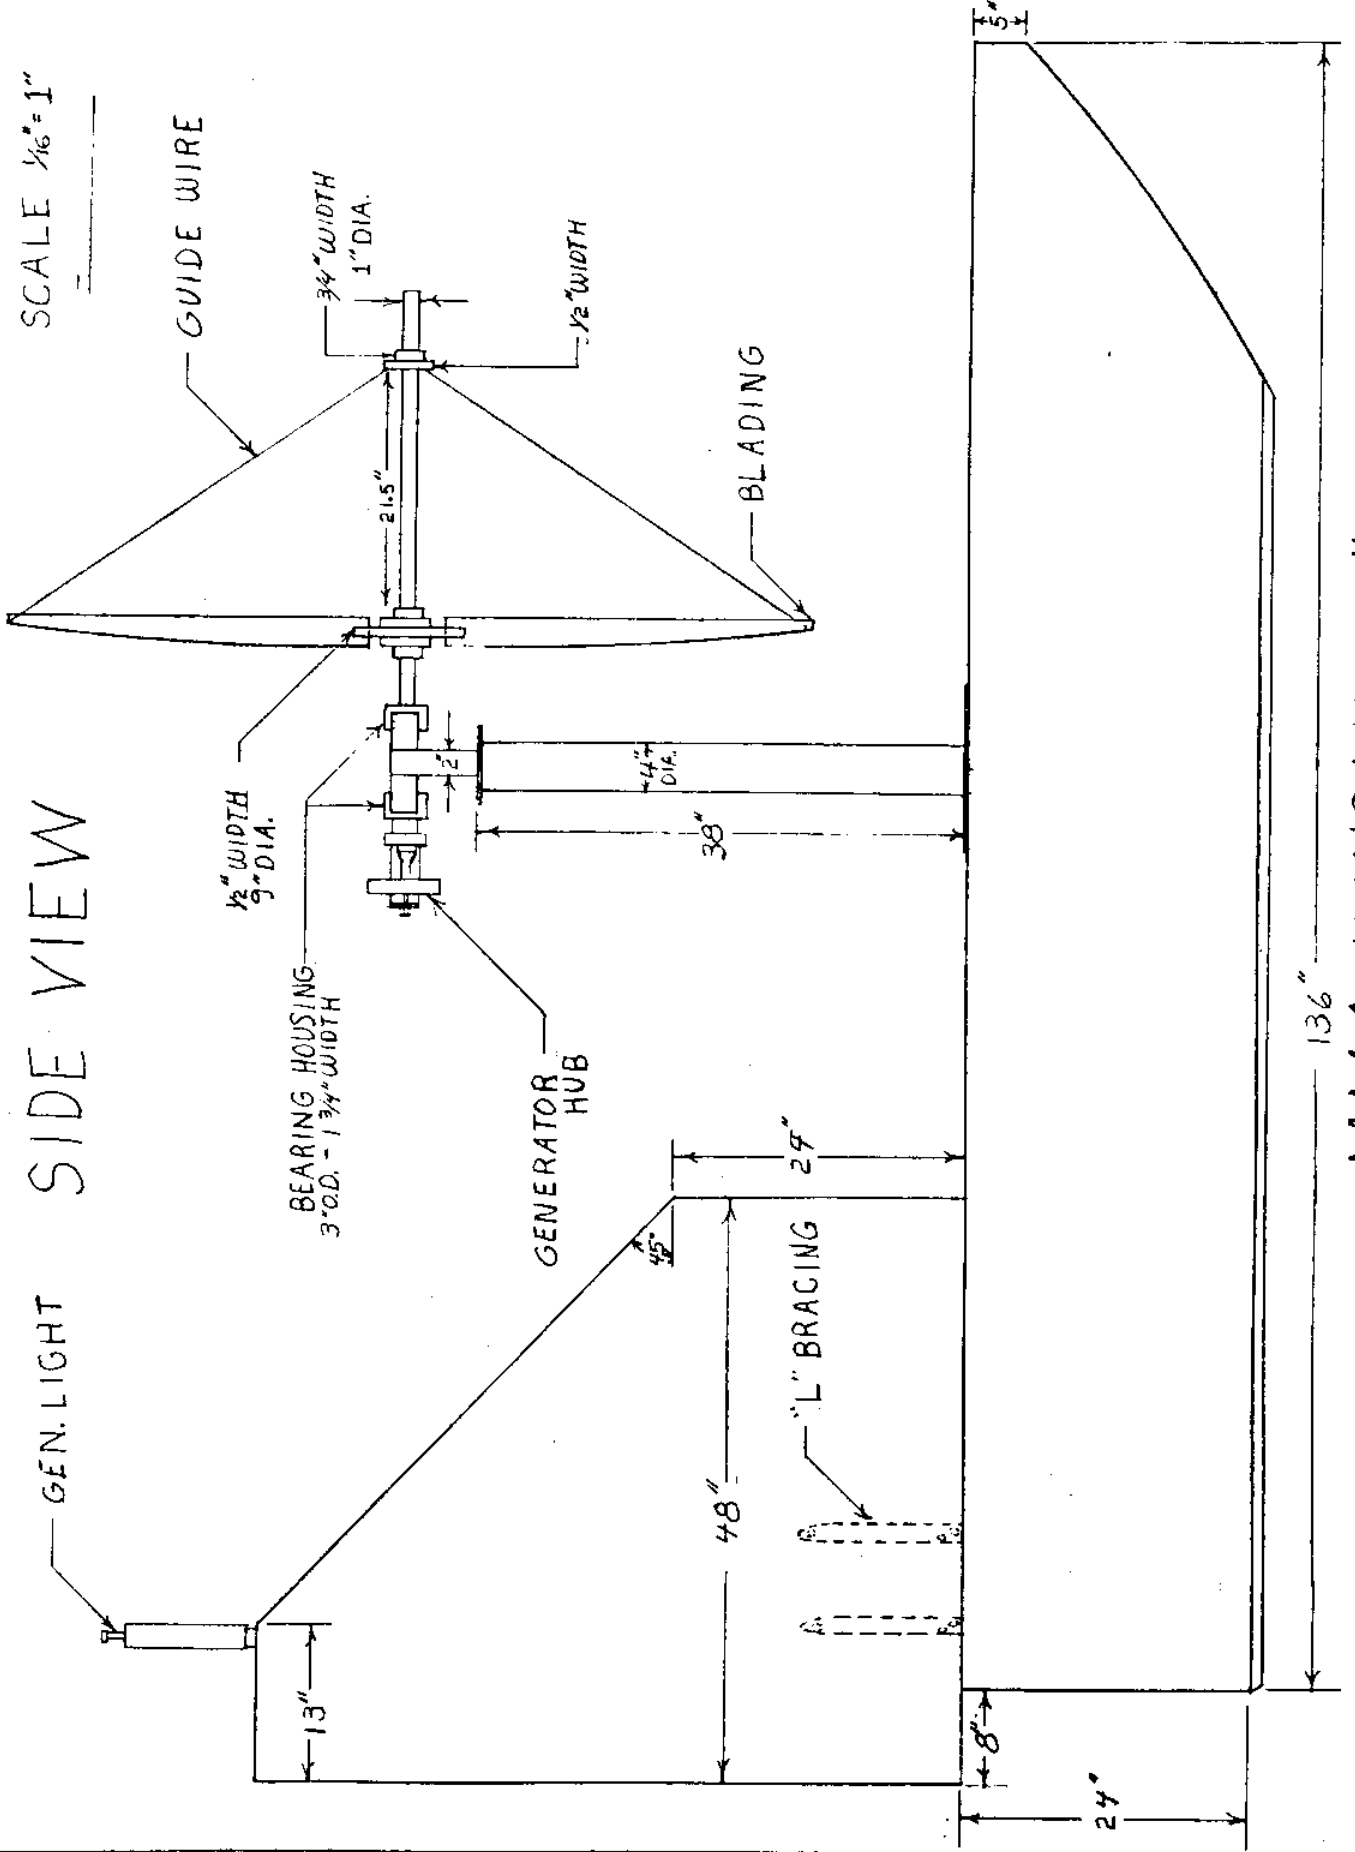 SIDE VIEW
SCALE 1/16" = 1"
GEN. LIGHT
GUIDE WIRE
3/4" WIDTH
1" DIA.
1/2" WIDTH
21.5"
BLADING
1/2" WIDTH
9" DIA.
BEARING HOUSING
3" O.D. - 1 3/4" WIDTH
2"
4"
DIA.
38"
GENERATOR
HUB
45°
24"
"L" BRACING
13"
48"
8"
24"
5"
136"